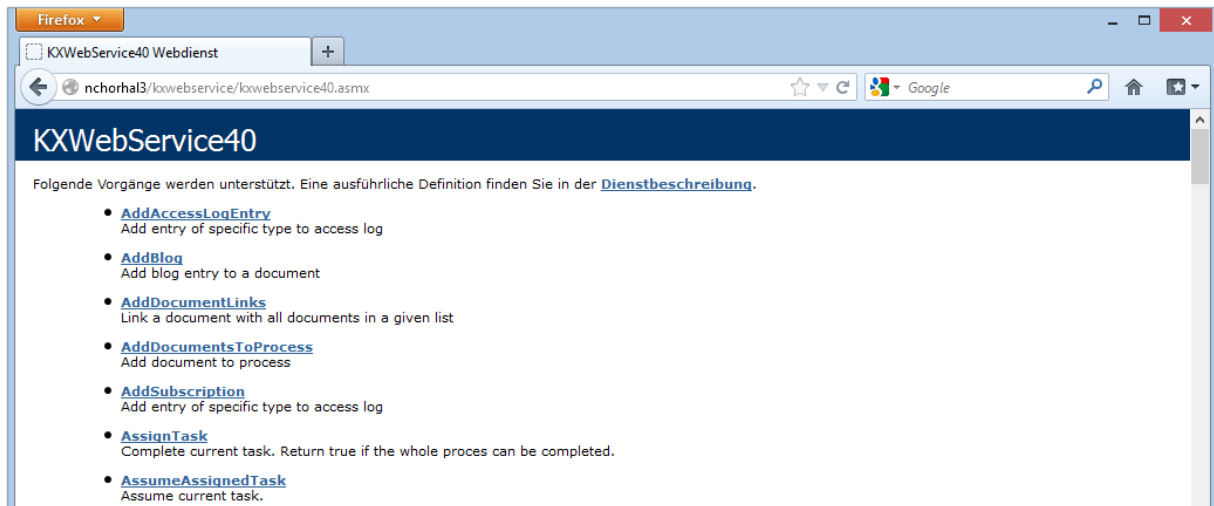 Firefox
KXWebService40 Webdienst
nchorhal3/kxwebservice/kxwebservice40.asmx
Google
KXWebService40
Folgende Vorgänge werden unterstützt. Eine ausführliche Definition finden Sie in der Dienstbeschreibung.
AddAccessLogEntry
Add entry of specific type to access log
AddBlog
Add blog entry to a document
AddDocumentLinks
Link a document with all documents in a given list
AddDocumentsToProcess
Add document to process
AddSubscription
Add entry of specific type to access log
AssignTask
Complete current task. Return true if the whole proces can be completed.
AssumeAssignedTask
Assume current task.